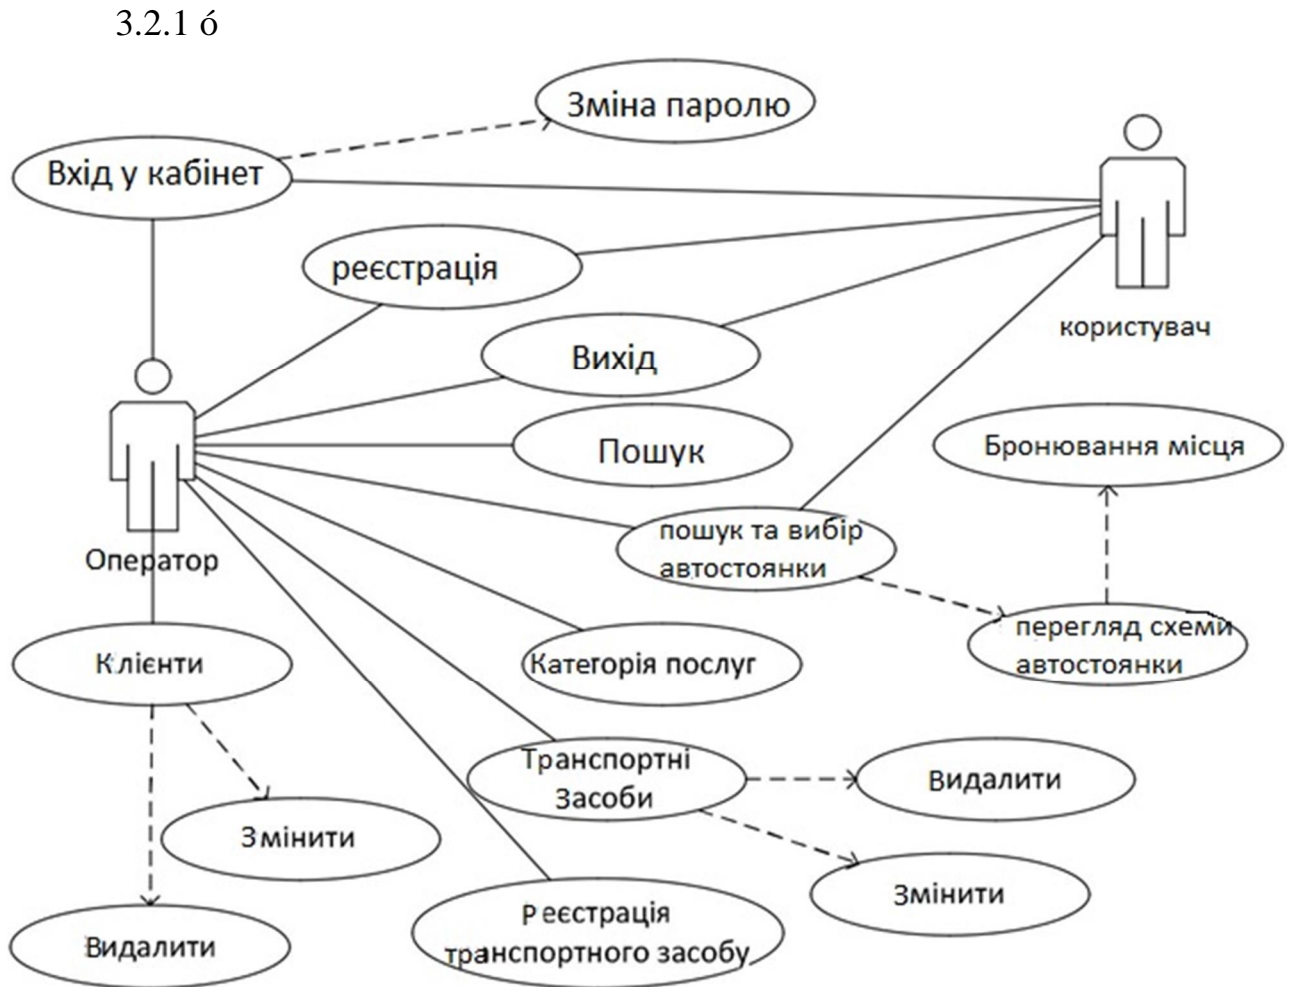 3.2.1 ó
Зміна паролю
Вхід у кабінет
реєстрація
користувач
Вихід
Пошук
Бронювання місця
пошук та вибір
автостоянки
Оператор
перегляд схеми
автостоянки
Клієнти
Категорія послуг
Транспортні
Засоби
Видалити
Змінити
Змінити
Реєстрація
транспортного засобу
Видалити